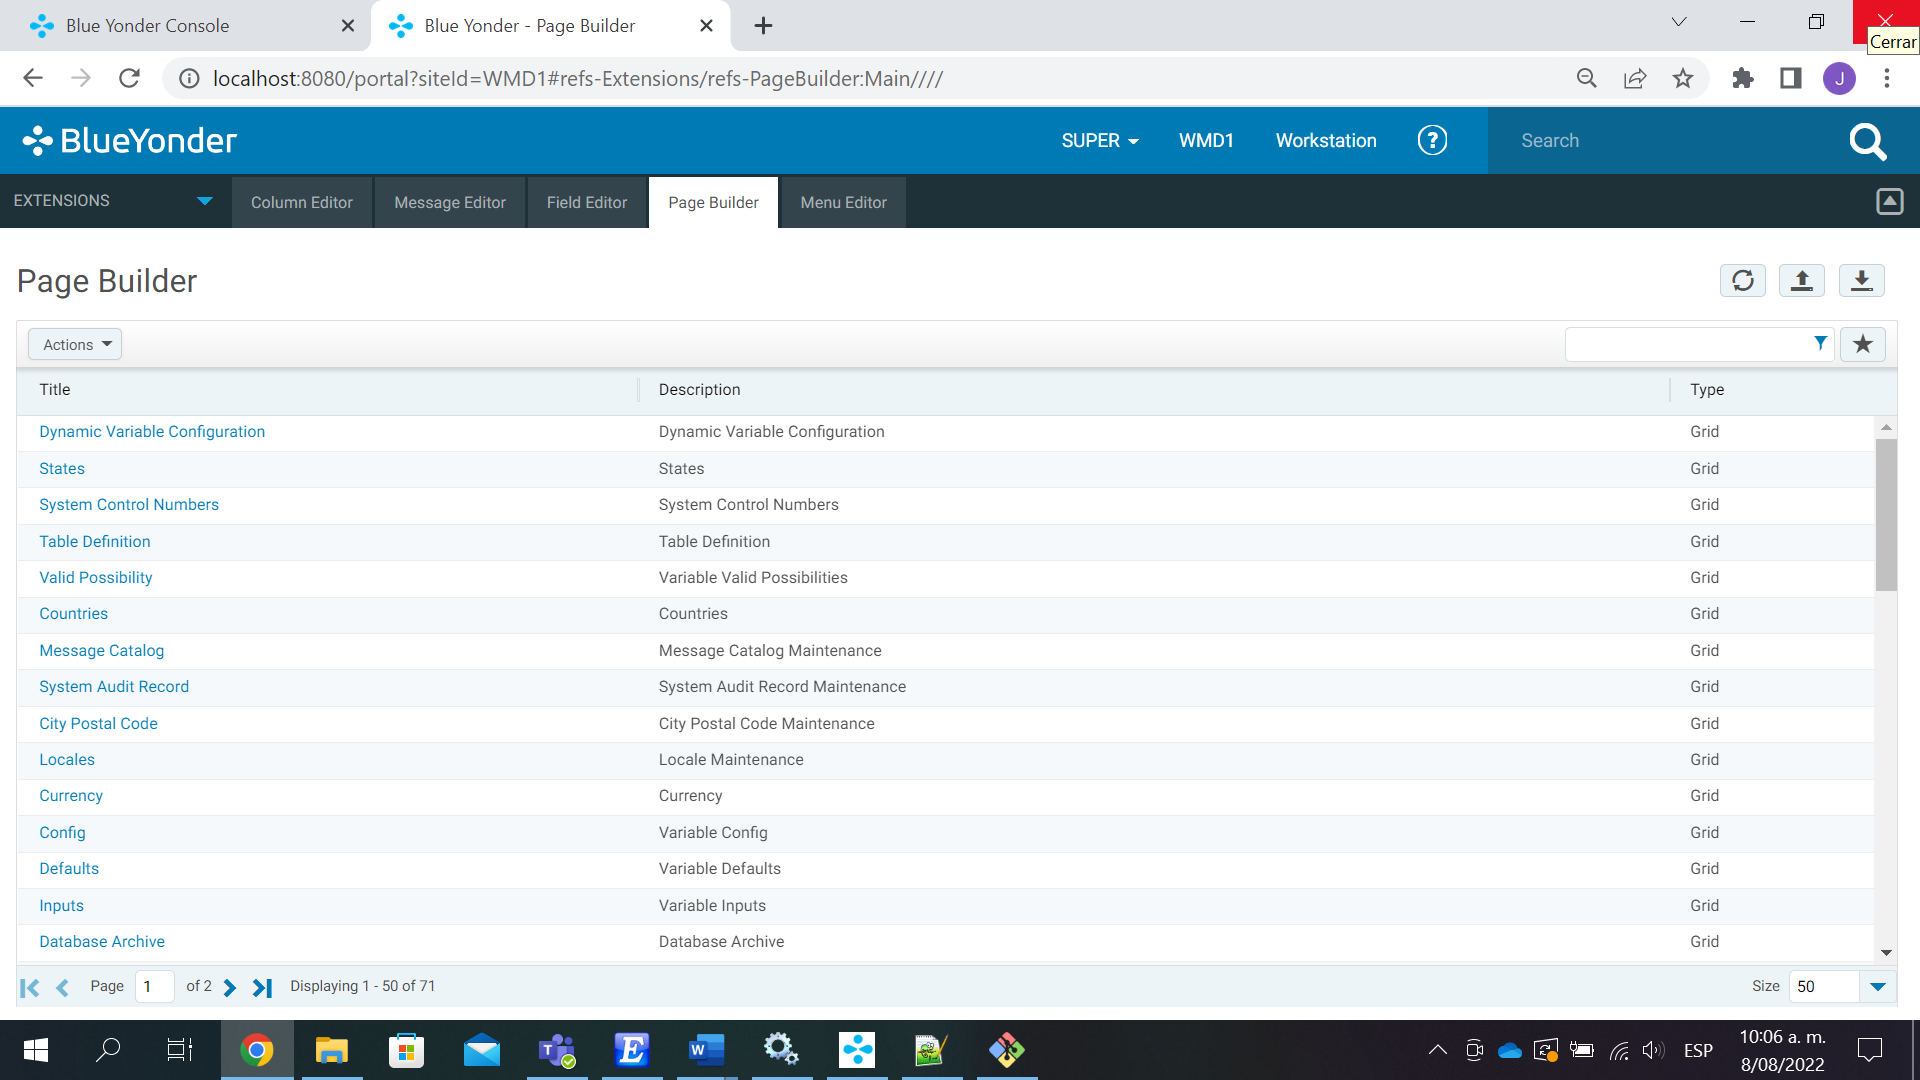 Blue Yonder Console
Blue Yonder - Page Builder
Cerrar
localhost:8080/portal?siteId=WMD1#refs-Extensions/refs-PageBuilder:Main////
J
BlueYonder
SUPER
WMD1
Workstation
?
Search
EXTENSIONS
Column Editor
Message Editor
Field Editor
Page Builder
Menu Editor
Page Builder
Actions
Title Description Type
Dynamic Variable Configuration Dynamic Variable Configuration Grid
States States Grid
System Control Numbers System Control Numbers Grid
Table Definition Table Definition Grid
Valid Possibility Variable Valid Possibilities Grid
Countries Countries Grid
Message Catalog Message Catalog Maintenance Grid
System Audit Record System Audit Record Maintenance Grid
City Postal Code City Postal Code Maintenance Grid
Locales Locale Maintenance Grid
Currency Currency Grid
Config Variable Config Grid
Defaults Variable Defaults Grid
Inputs Variable Inputs Grid
Database Archive Database Archive Grid
Page 1 of 2 Displaying 1 - 50 of 71 Size 50
ESP
10:06 a. m.
8/08/2022